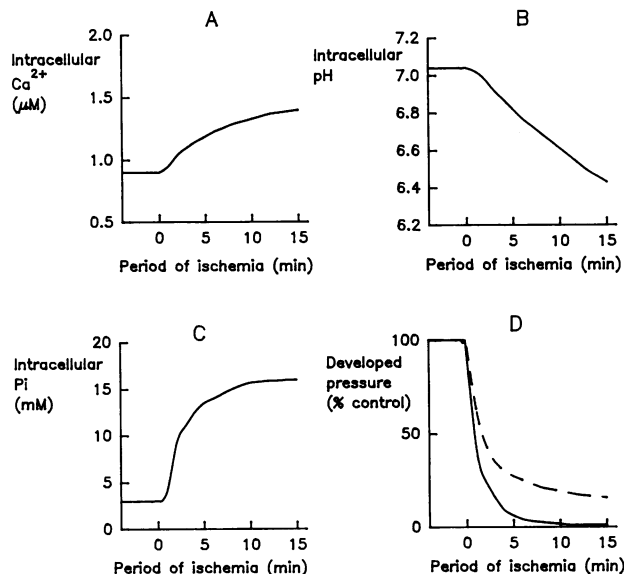 A
Intracellular
Ca²⁺
(μM)
2.0
1.5
1.0
0.5
0 5 10 15
Period of ischemia (min)
B
Intracellular
pH
7.0
6.8
6.6
6.4
6.2
0 5 10 15
Period of ischemia (min)
C
Intracellular
Pi
(mM)
20
15
10
5
0
0 5 10 15
Period of ischemia (min)
D
Developed
pressure
(% control)
100
50
0
0 5 10 15
Period of ischemia (min)